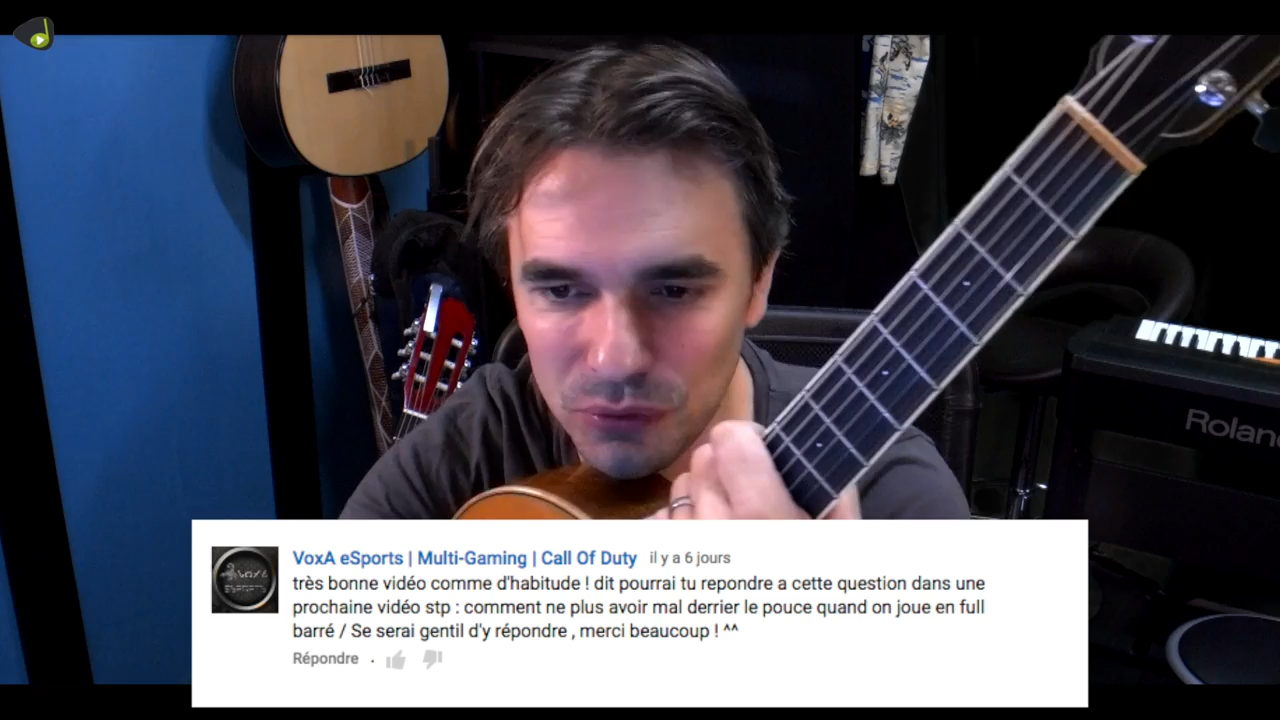 Roland
VoxA eSports | Multi-Gaming | Call Of Duty il y a 6 jours
très bonne vidéo comme d'habitude ! dit pourrai tu repondre a cette question dans une
prochaine vidéo stp : comment ne plus avoir mal derrier le pouce quand on joue en full
barré / Se serai gentil d'y répondre , merci beaucoup ! ^^
Répondre .